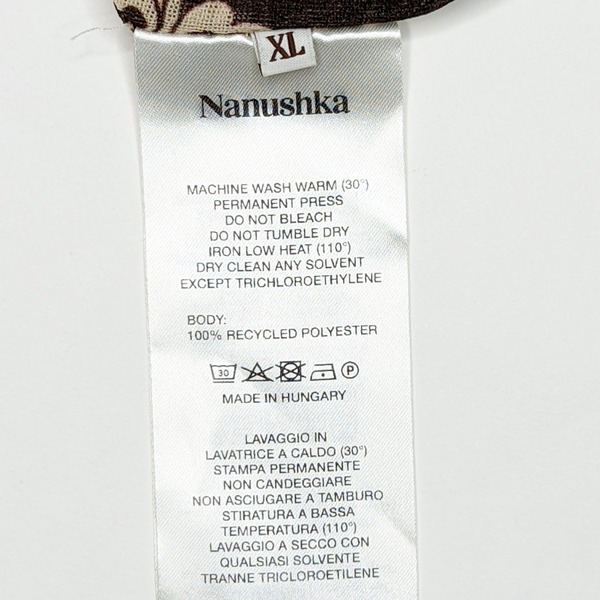 XL
Nanushka
MACHINE WASH WARM (30°)
PERMANENT PRESS
DO NOT BLEACH
DO NOT TUMBLE DRY
IRON LOW HEAT (110°)
DRY CLEAN ANY SOLVENT
EXCEPT TRICHLOROETHYLENE
BODY:
100% RECYCLED POLYESTER
30 P
MADE IN HUNGARY
LAVAGGIO IN
LAVATRICE A CALDO (30°)
STAMPA PERMANENTE
NON CANDEGGIARE
NON ASCIUGARE A TAMBURO
STIRATURA A BASSA
TEMPERATURA (110°)
LAVAGGIO A SECCO CON
QUALSIASI SOLVENTE
TRANNE TRICLOROETILENE